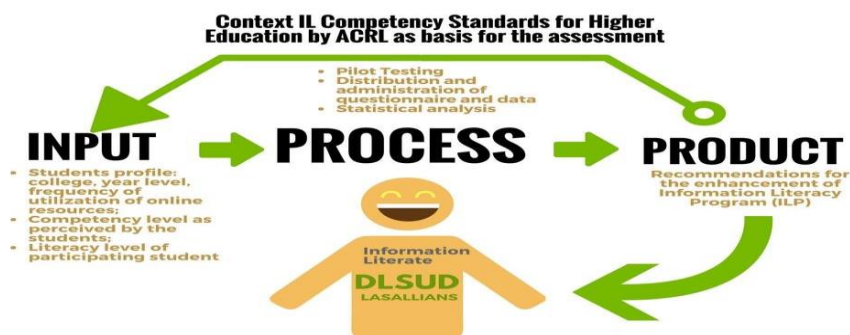 Context IL Competency Standards for Higher
Education by ACRL as basis for the assessment
• Pilot Testing
• Distribution and
administration of
questionnaire and data
• Statistical analysis
INPUT
PROCESS
PRODUCT
• Students profile:
college, year level,
frequency of
utilization of online
resources;
• Competency level as
perceived by the
students;
• Literacy level of
participating student
Recommendations for
the enhancement of
Information Literacy
Program (ILP)
Information
Literate
DLSUD
LASALLIANS